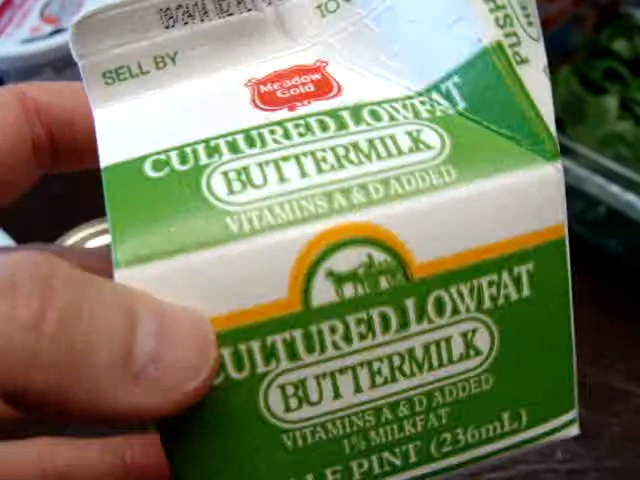 SELL BY
TO
PUSH
Meadow
Gold
CULTURED LOWFAT
BUTTERMILK
VITAMINS A & D ADDED
CULTURED LOWFAT
BUTTERMILK
VITAMINS A & D ADDED
1% MILKFAT
PINT (236mL)